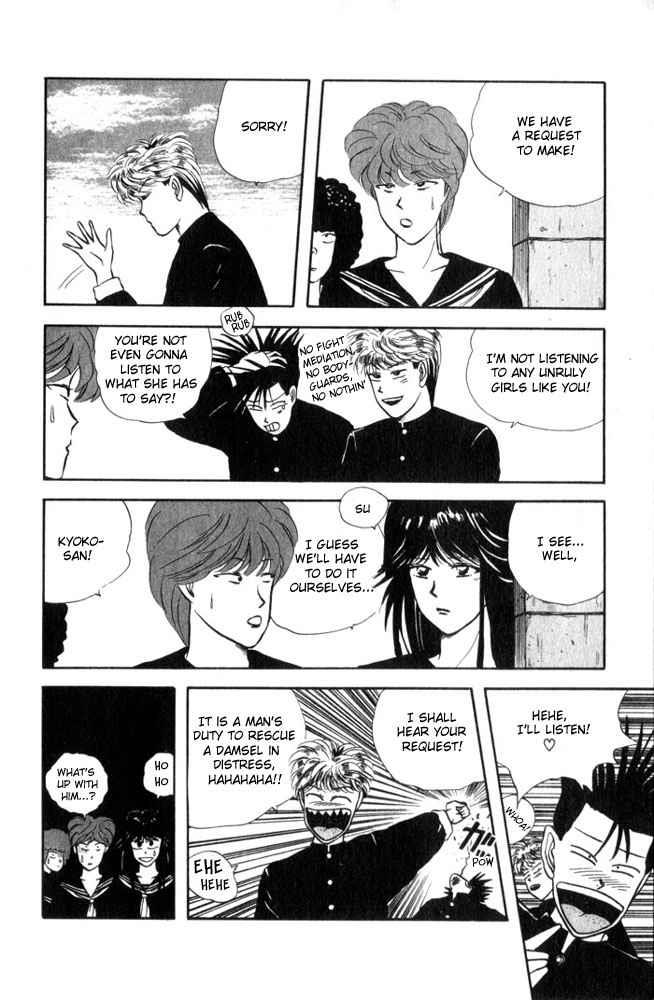 WE HAVE
A REQUEST
TO MAKE!
SORRY!
I'M NOT LISTENING
TO ANY UNRULY
GIRLS LIKE YOU!
NO FIGHT
MEDIATION,
NO BODY-
GUARDS,
NO NOTHIN'
RUB
RUB
YOU'RE NOT
EVEN GONNA
LISTEN TO
WHAT SHE HAS
TO SAY?!
I SEE...
WELL,
SU
I GUESS
WE'LL HAVE
TO DO IT
OURSELVES...
KYOKO-
SAN!
HEHE,
I'LL LISTEN!
♡
WHOA!
I SHALL
HEAR YOUR
REQUEST!
ガッ
POW
IT IS A MAN'S
DUTY TO RESCUE
A DAMSEL IN
DISTRESS,
HAHAHAHA!!
EHE
HEHE
HO
HO
WHAT'S
UP WITH
HIM...?